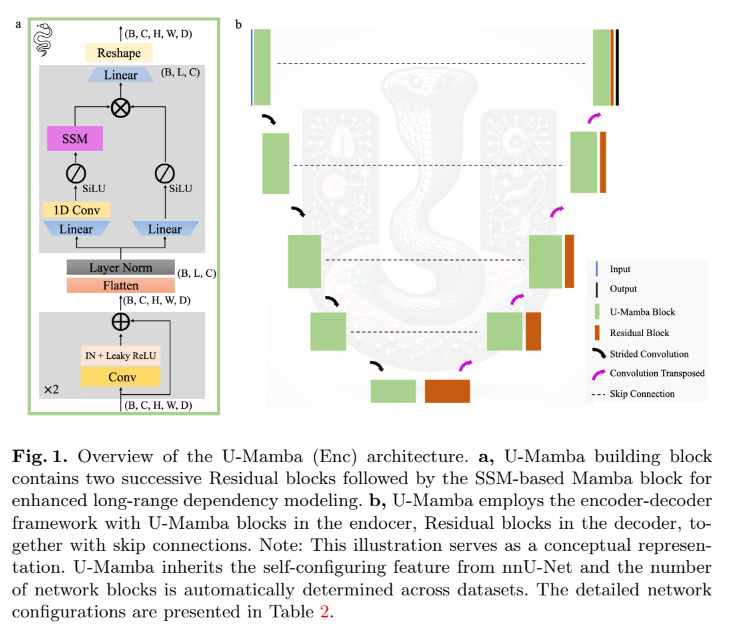 a
(B, C, H, W, D)
Reshape
Linear
(B, L, C)
SSM
SiLU
SiLU
1D Conv
Linear
Linear
Layer Norm
(B, L, C)
Flatten
(B, C, H, W, D)
IN + Leaky ReLU
Conv
×2
(B, C, H, W, D)
b
Input
Output
U-Mamba Block
Residual Block
Strided Convolution
Convolution Transposed
Skip Connection
Fig. 1. Overview of the U-Mamba (Enc) architecture. a, U-Mamba building block
contains two successive Residual blocks followed by the SSM-based Mamba block for
enhanced long-range dependency modeling. b, U-Mamba employs the encoder-decoder
framework with U-Mamba blocks in the endocer, Residual blocks in the decoder, to-
gether with skip connections. Note: This illustration serves as a conceptual represen-
tation. U-Mamba inherits the self-configuring feature from nnU-Net and the number
of network blocks is automatically determined across datasets. The detailed network
configurations are presented in Table 2.